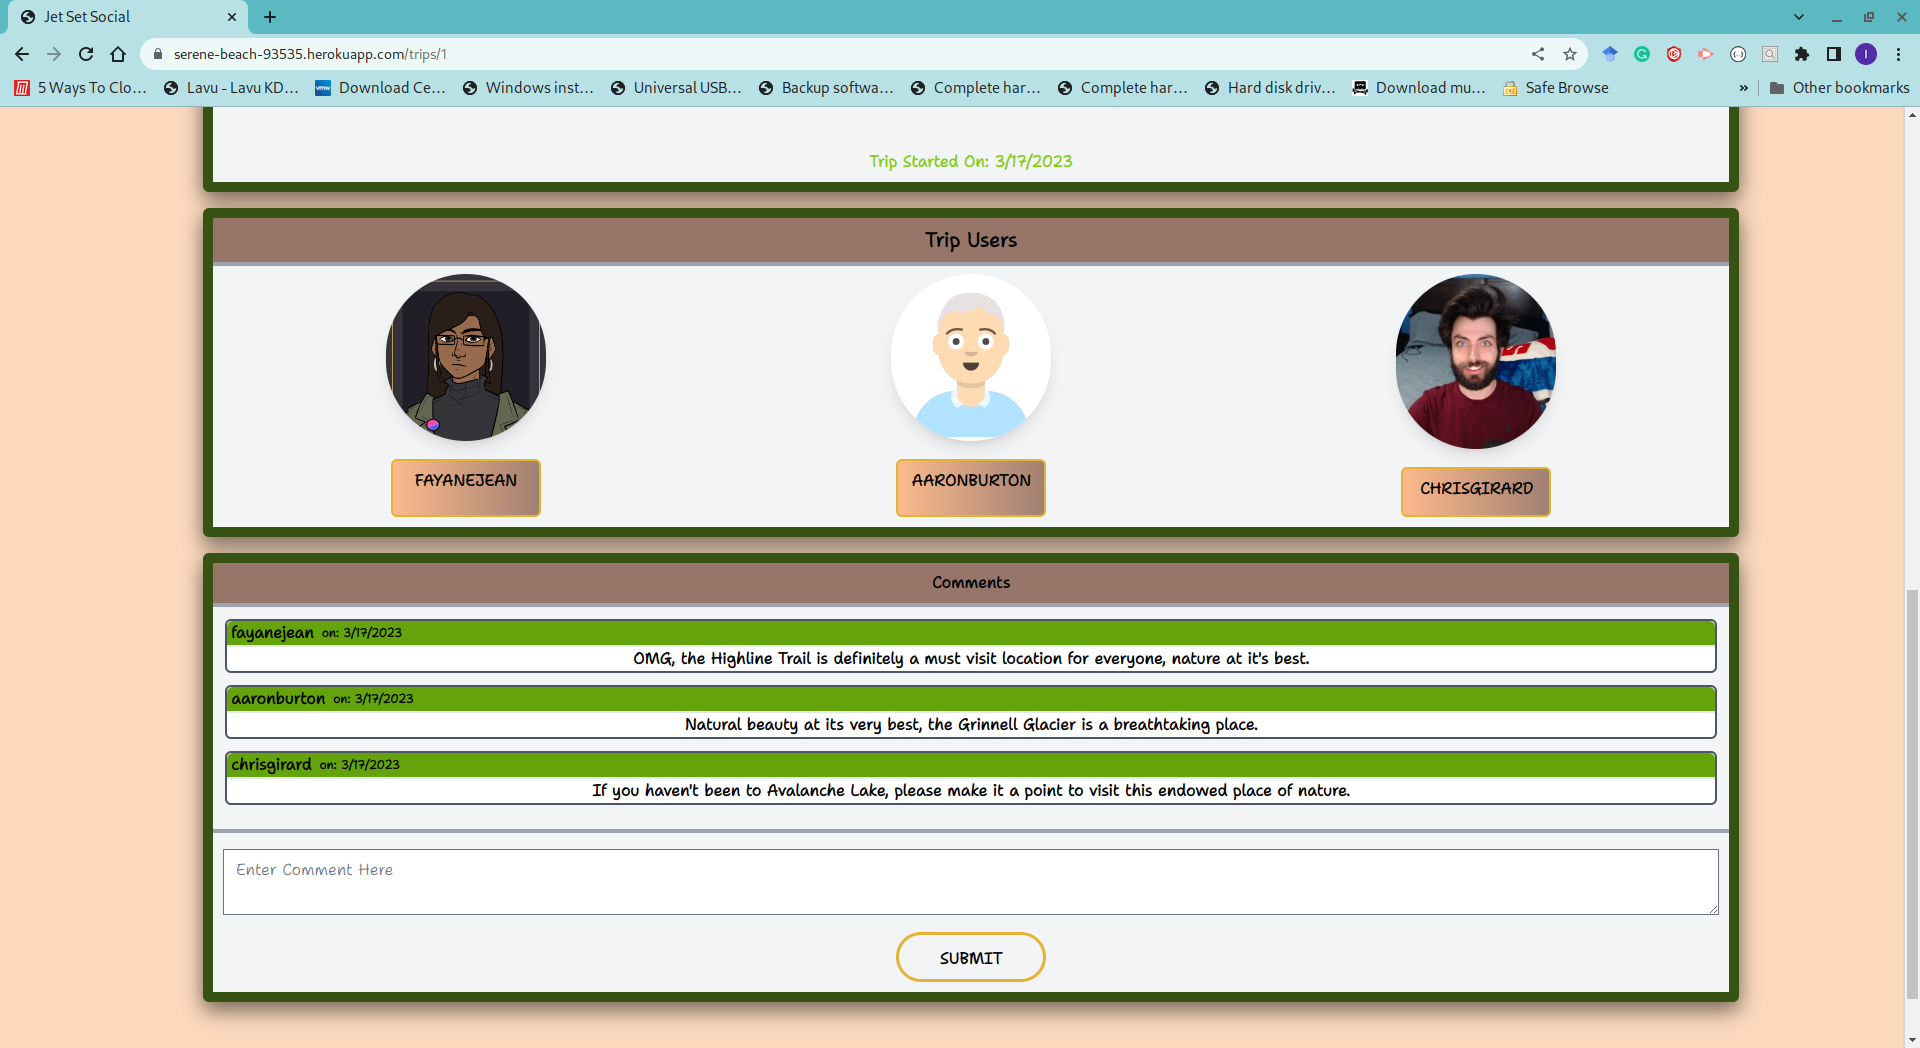 Jet Set Social
serene-beach-93535.herokuapp.com/trips/1
5 Ways To Clo...
Lavu - Lavu KD...
Download Ce...
Windows inst...
Universal USB...
Backup softwa...
Complete har...
Complete har...
Hard disk driv...
Download mu...
Safe Browse
»
Other bookmarks
Trip Started On: 3/17/2023
Trip Users
FAYANEJEAN
AARONBURTON
CHRISGIRARD
Comments
fayanejean on: 3/17/2023
OMG, the Highline Trail is definitely a must visit location for everyone, nature at it's best.
aaronburton on: 3/17/2023
Natural beauty at its very best, the Grinnell Glacier is a breathtaking place.
chrisgirard on: 3/17/2023
If you haven't been to Avalanche Lake, please make it a point to visit this endowed place of nature.
Enter Comment Here
SUBMIT